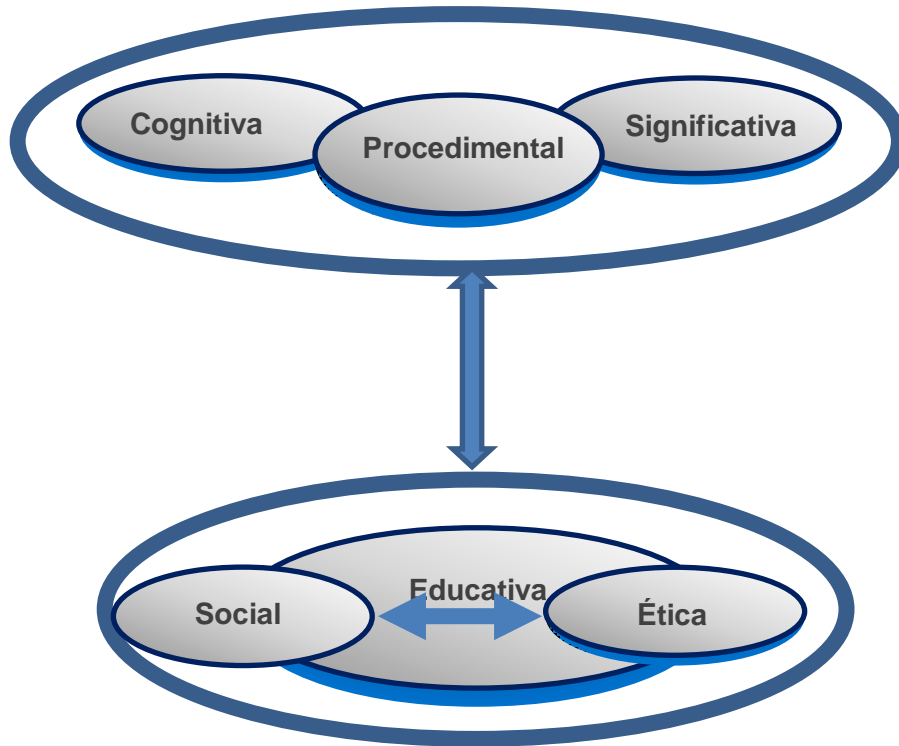 Cognitiva
Procedimental
Significativa
Educativa
Social
Ética